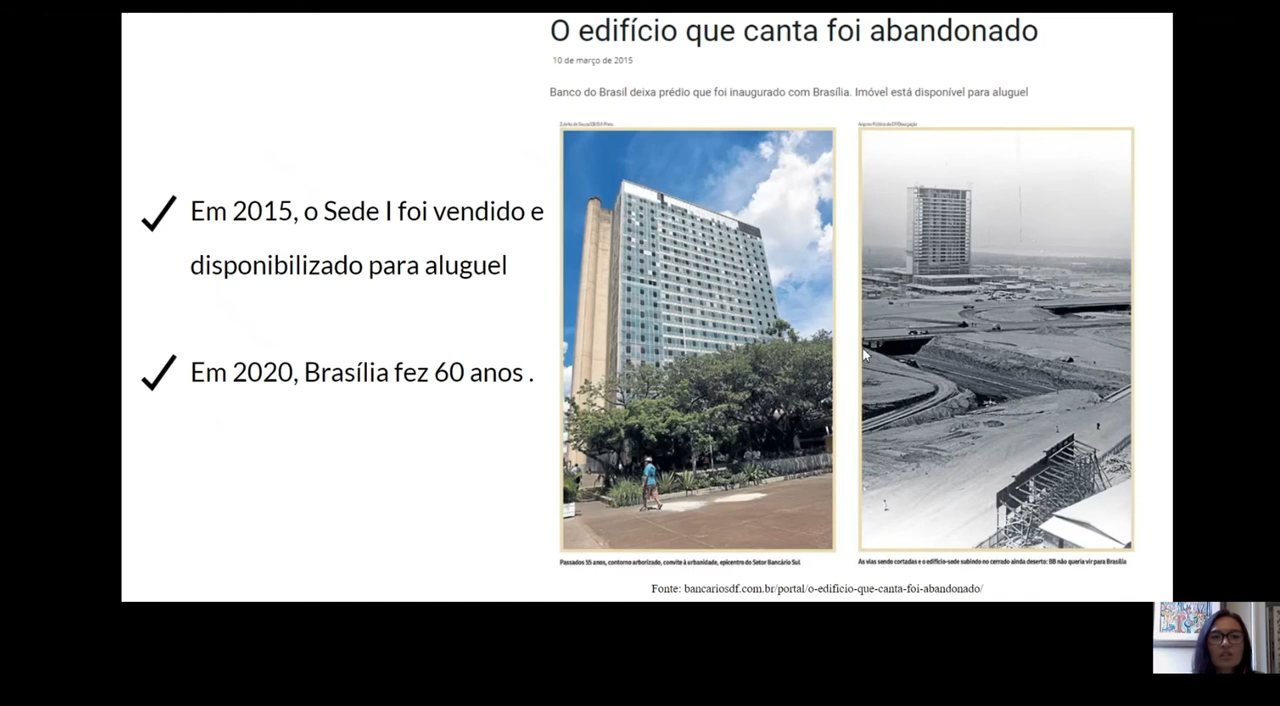 O edifício que canta foi abandonado
10 de março de 2015
Banco do Brasil deixa prédio que foi inaugurado com Brasília. Imóvel está disponível para aluguel
Em 2015, o Sede I foi vendido e
disponibilizado para aluguel
Em 2020, Brasília fez 60 anos .
Passados 55 anos, contorno arborizado, convite à urbanidade, epicentro do Setor Bancário Sul.
As vias sendo cortadas e o edifício-sede subindo no cerrado ainda deserto: BB não queria vir para Brasília
Fonte: bancariosdf.com.br/portal/o-edificio-que-canta-foi-abandonado/